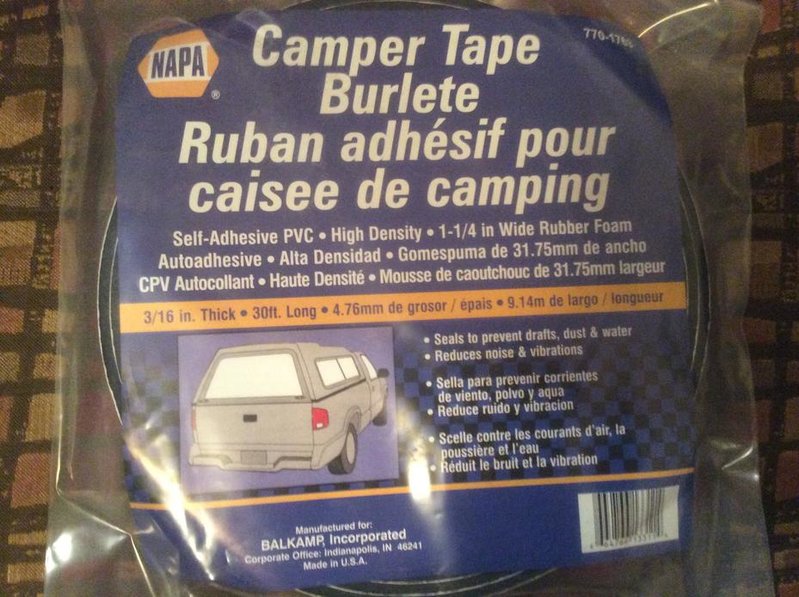 NAPA
®
770-176
Camper Tape
Burlete
Ruban adhésif pour
caisee de camping
Self-Adhesive PVC • High Density • 1-1/4 in Wide Rubber Foam
Autoadhesive • Alta Densidad • Gomespuma de 31.75mm de ancho
CPV Autocollant • Haute Densité • Mousse de caoutchouc de 31.75mm largeur
3/16 in. Thick • 30ft. Long • 4.76mm de grosor / épais • 9.14m de largo / longueur
• Seals to prevent drafts, dust & water
• Reduces noise & vibrations
• Sella para prevenir corrientes
de viento, polvo y aqua
• Reduce ruido y vibracion
• Scelle contre les courants d'air, la
poussière et l'eau
• Réduit le bruit et la vibration
Manufactured for:
BALKAMP, Incorporated
Corporate Office: Indianapolis, IN 46241
Made in U.S.A.